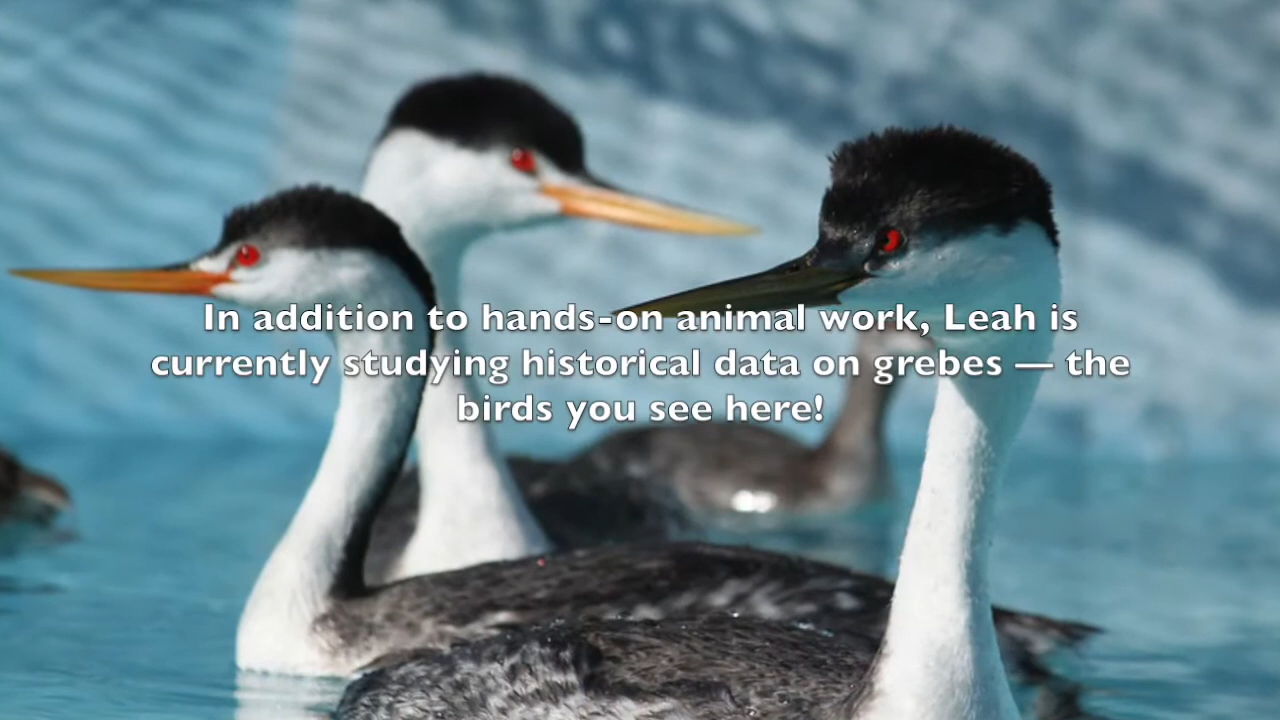 In addition to hands-on animal work, Leah is
currently studying historical data on grebes — the
birds you see here!